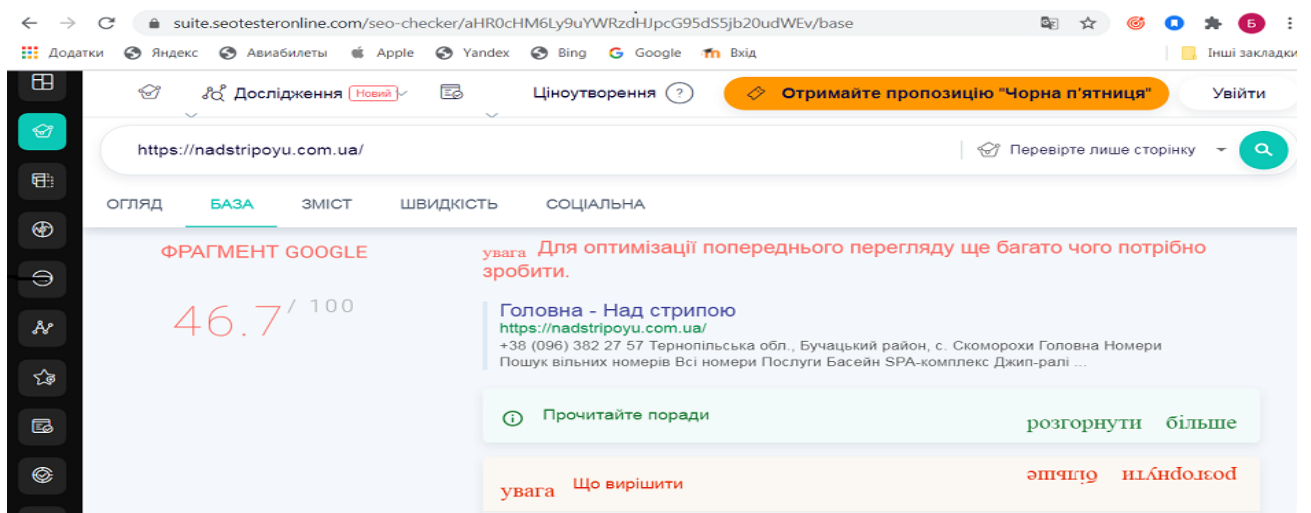 suite.seotesteronline.com/seo-checker/aHR0cHM6Ly9uYWRzdHJpcG95dS5jb20udWEv/base Б
Додатки Яндекс Авиабилеты Apple Yandex Bing Google Вхід Інші закладки
Дослідження Новий Ціноутворення ? Отримайте пропозицію "Чорна п'ятниця" Увійти
https://nadstripoyu.com.ua/ Перевірте лише сторінку
ОГЛЯД БАЗА ЗМІСТ ШВИДКІСТЬ СОЦІАЛЬНА
ФРАГМЕНТ GOOGLE
46.7 / 100
увага Для оптимізації попереднього перегляду ще багато чого потрібно
зробити.
Головна - Над стрипою
https://nadstripoyu.com.ua/
+38 (096) 382 27 57 Тернопільська обл., Бучацький район, с. Скоморохи Головна Номери
Пошук вільних номерів Всі номери Послуги Басейн SPA-комплекс Джип-ралі ...
Прочитайте поради розгорнути більше
увага Що вирішити розгорнути більше